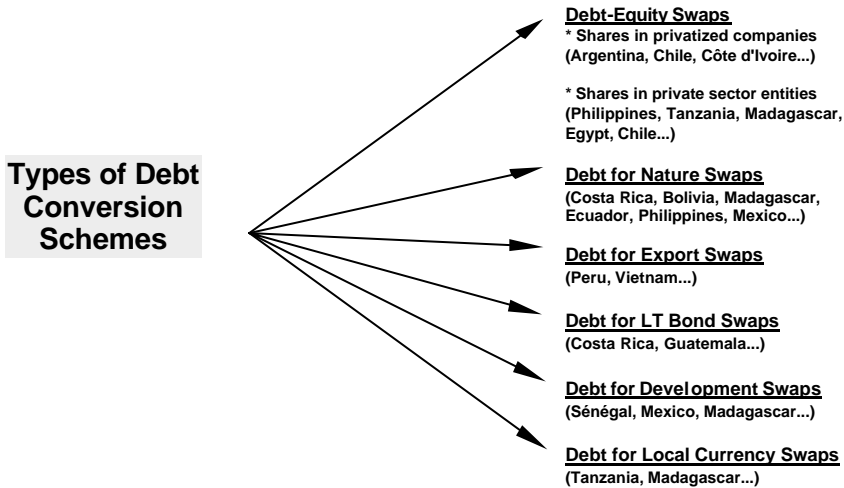 Types of Debt
Conversion
Schemes
Debt-Equity Swaps
* Shares in privatized companies
(Argentina, Chile, Côte d'Ivoire...)
* Shares in private sector entities
(Philippines, Tanzania, Madagascar,
Egypt, Chile...)
Debt for Nature Swaps
(Costa Rica, Bolivia, Madagascar,
Ecuador, Philippines, Mexico...)
Debt for Export Swaps
(Peru, Vietnam...)
Debt for LT Bond Swaps
(Costa Rica, Guatemala...)
Debt for Development Swaps
(Sénégal, Mexico, Madagascar...)
Debt for Local Currency Swaps
(Tanzania, Madagascar...)